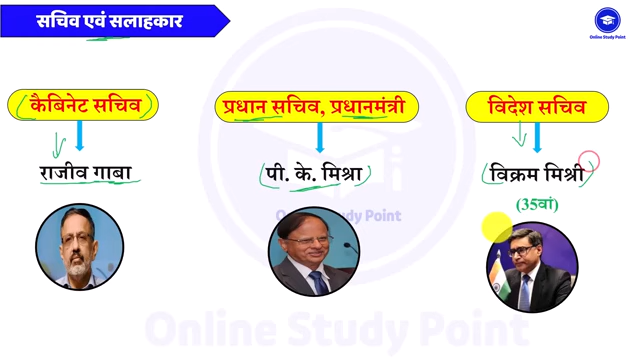 सचिव एवं सलाहकार
Online Study Point
कैबिनेट सचिव
प्रधान सचिव, प्रधानमंत्री
विदेश सचिव
राजीव गाबा
पी. के. मिश्रा
विक्रम मिश्री
(35वां)
Online Study Point
Online Study Point